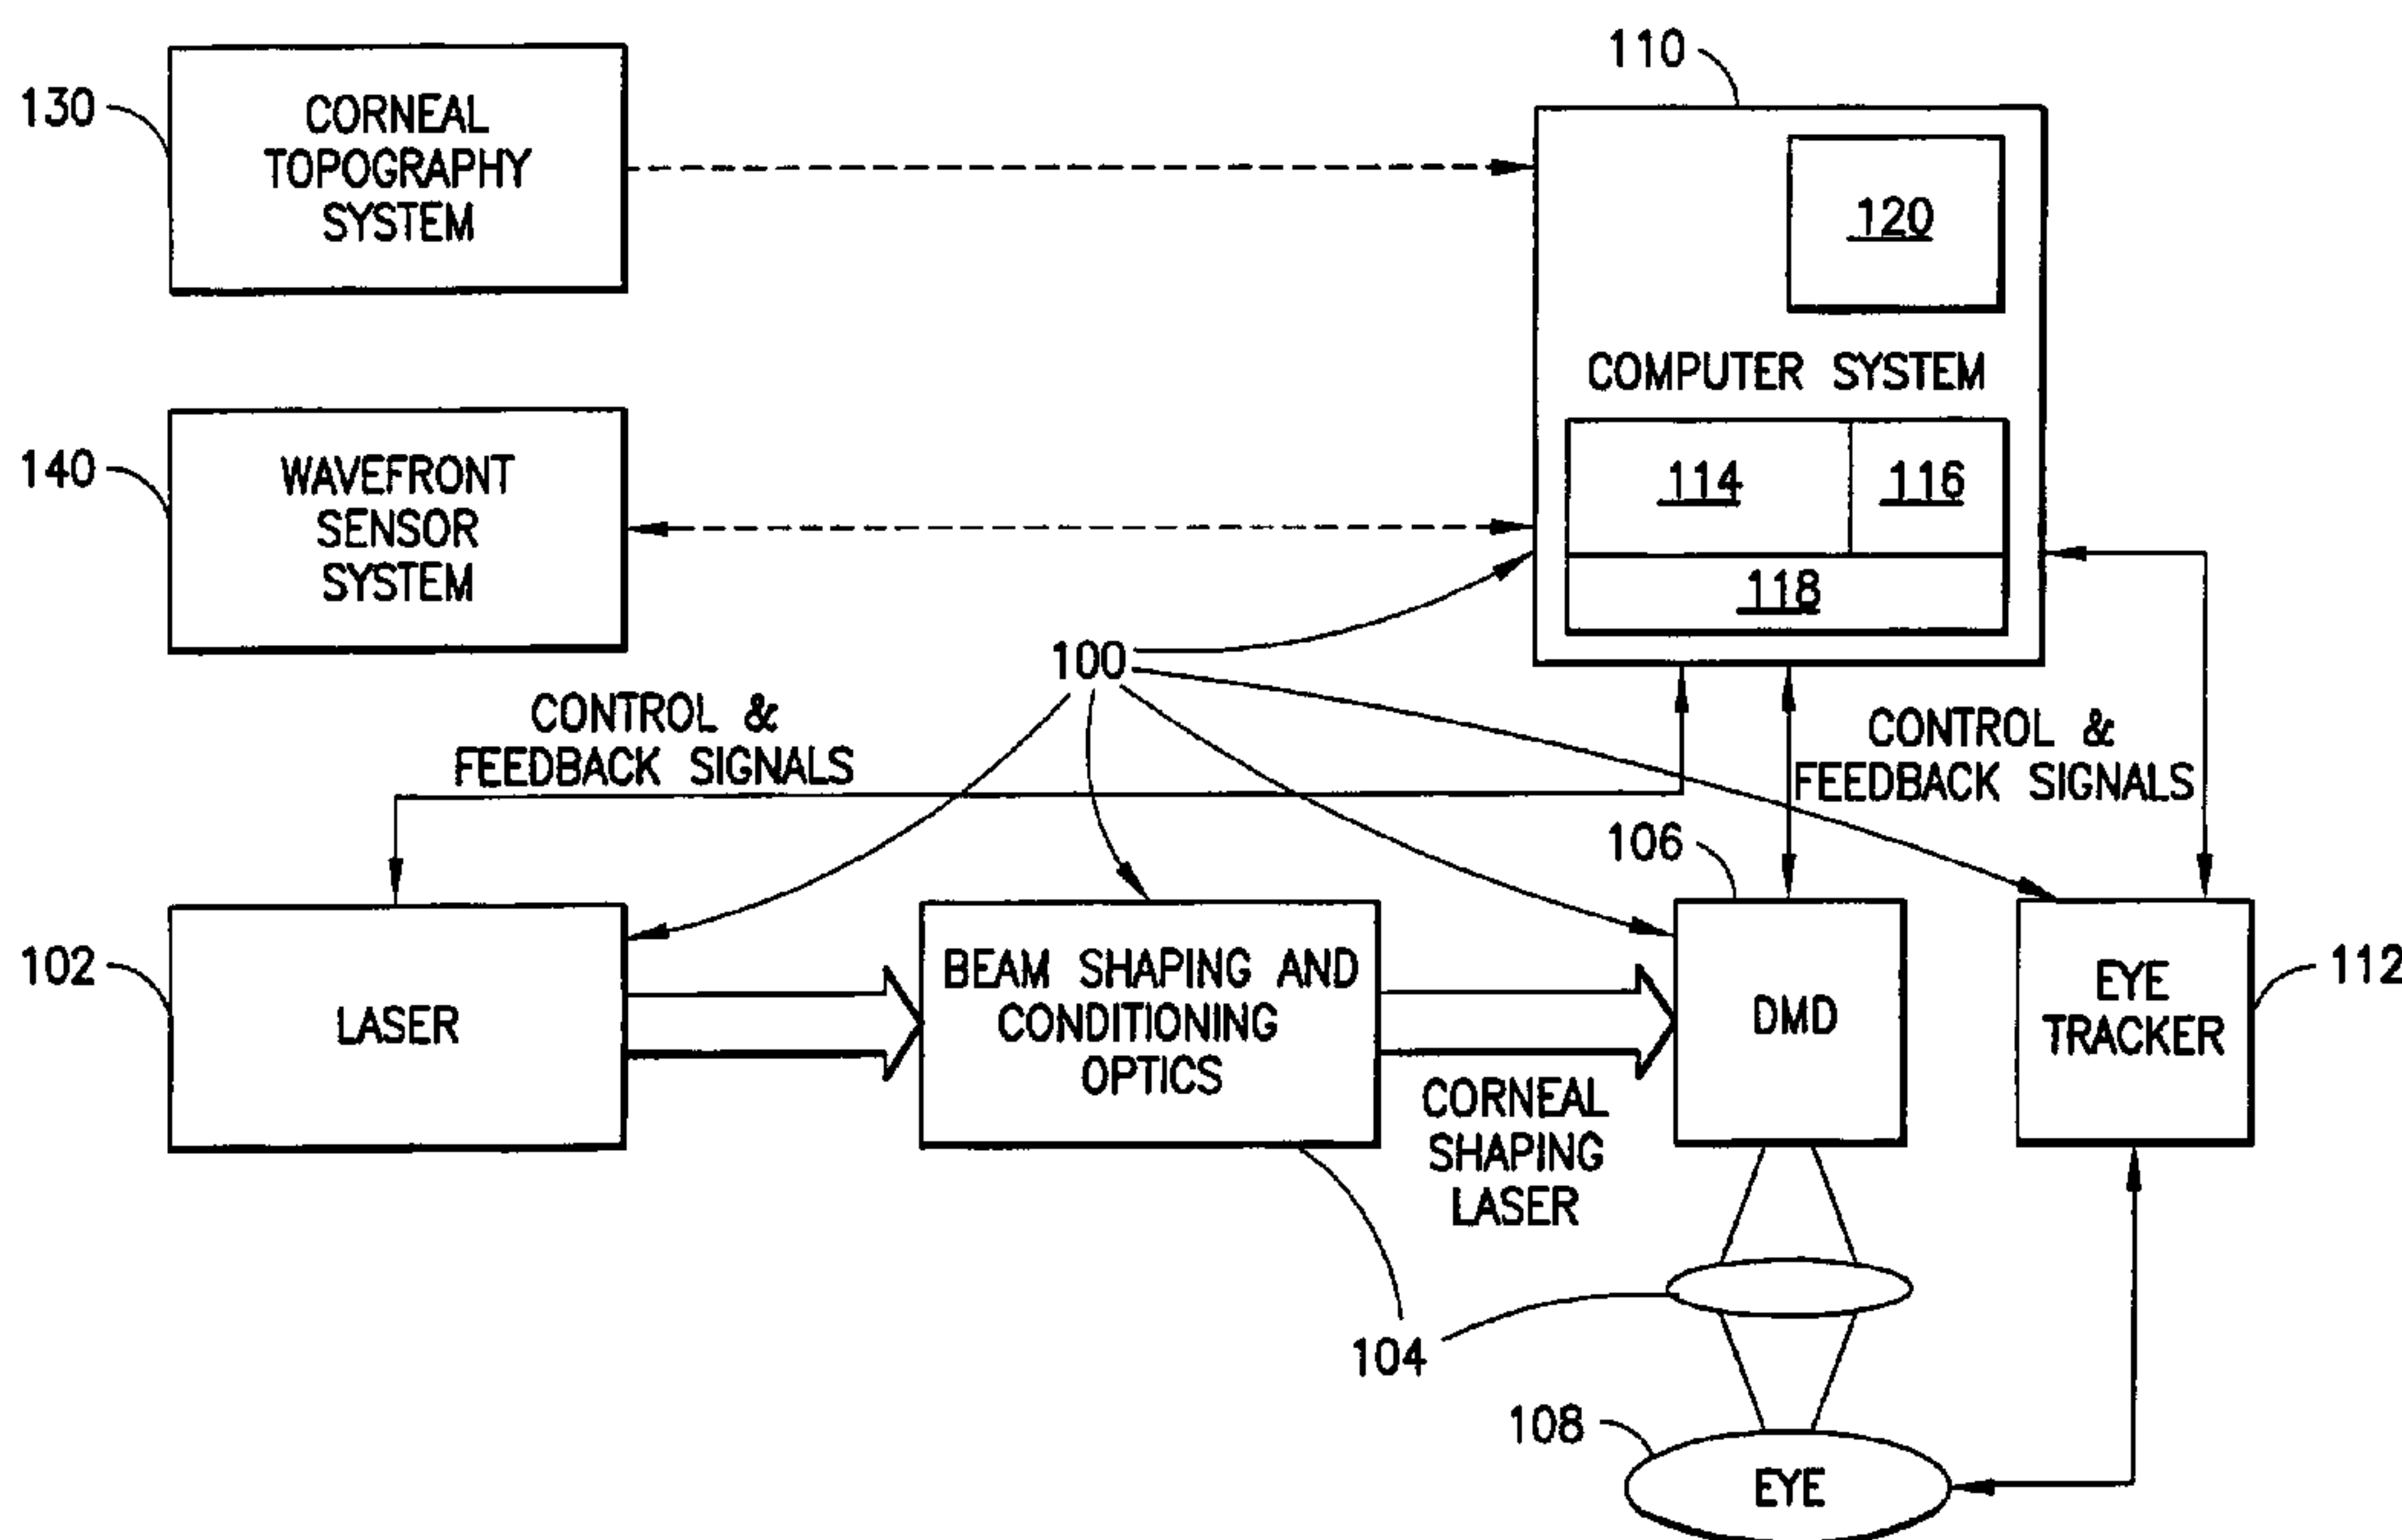 110
130
CORNEAL
TOPOGRAPHY
SYSTEM
120
COMPUTER SYSTEM
140
WAVEFRONT
SENSOR
SYSTEM
114
116
118
100
CONTROL &
FEEDBACK SIGNALS
CONTROL &
FEEDBACK SIGNALS
106
102
LASER
BEAM SHAPING AND
CONDITIONING
OPTICS
DMD
EYE
TRACKER
112
CORNEAL
SHAPING
LASER
104
108
EYE